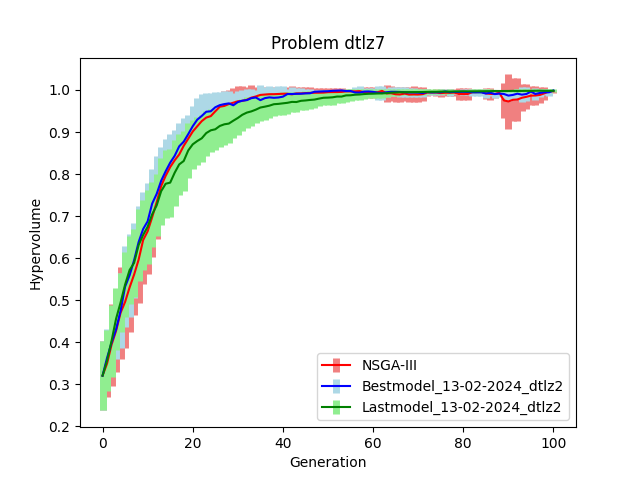 Problem dtlz7
Hypervolume
1.0
0.9
0.8
0.7
0.6
0.5
0.4
0.3
0.2
0
20
40
60
80
100
Generation
NSGA-III
Bestmodel_13-02-2024_dtlz2
Lastmodel_13-02-2024_dtlz2